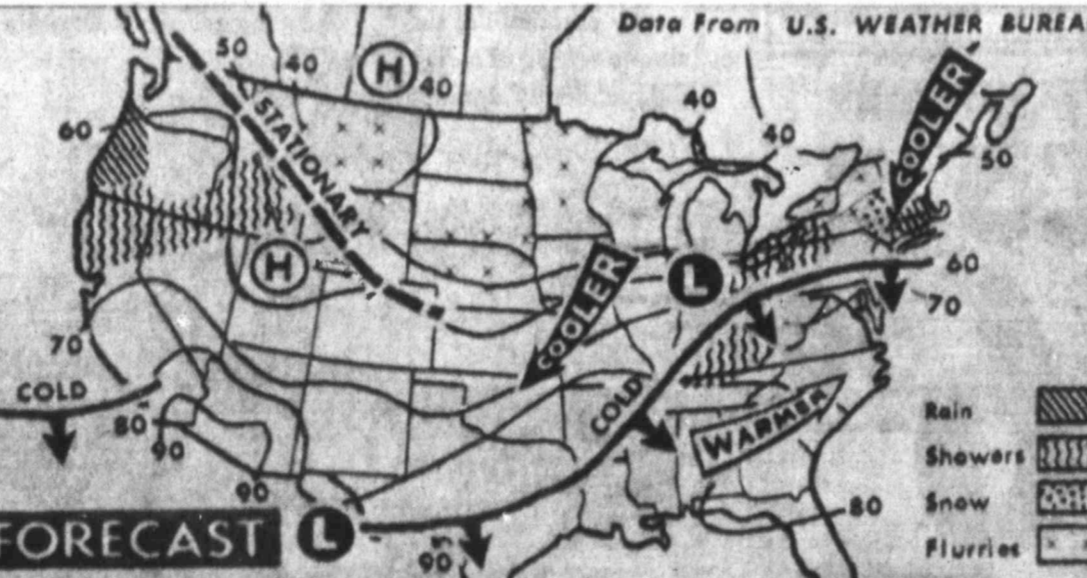 Data From U.S. WEATHER BUREA
50
40
H
40
COOLER
60
STATIONARY
40
40
50
H
COOLER
L
60
70
70
COLD
COLD
80
90
WARMER
Rain
Showers
Snow
Flurries
90
80
FORECAST
L
90